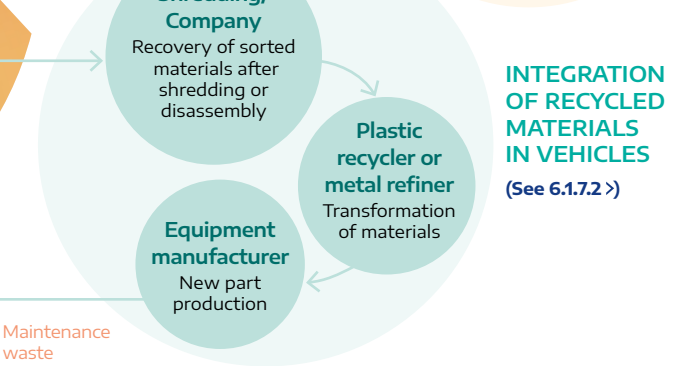 Shredding/
Company
Recovery of sorted
materials after
shredding or
disassembly
Plastic
recycler or
metal refiner
Transformation
of materials
Equipment
manufacturer
New part
production
INTEGRATION
OF RECYCLED
MATERIALS
IN VEHICLES
(See 6.1.7.2 >)
Maintenance
waste